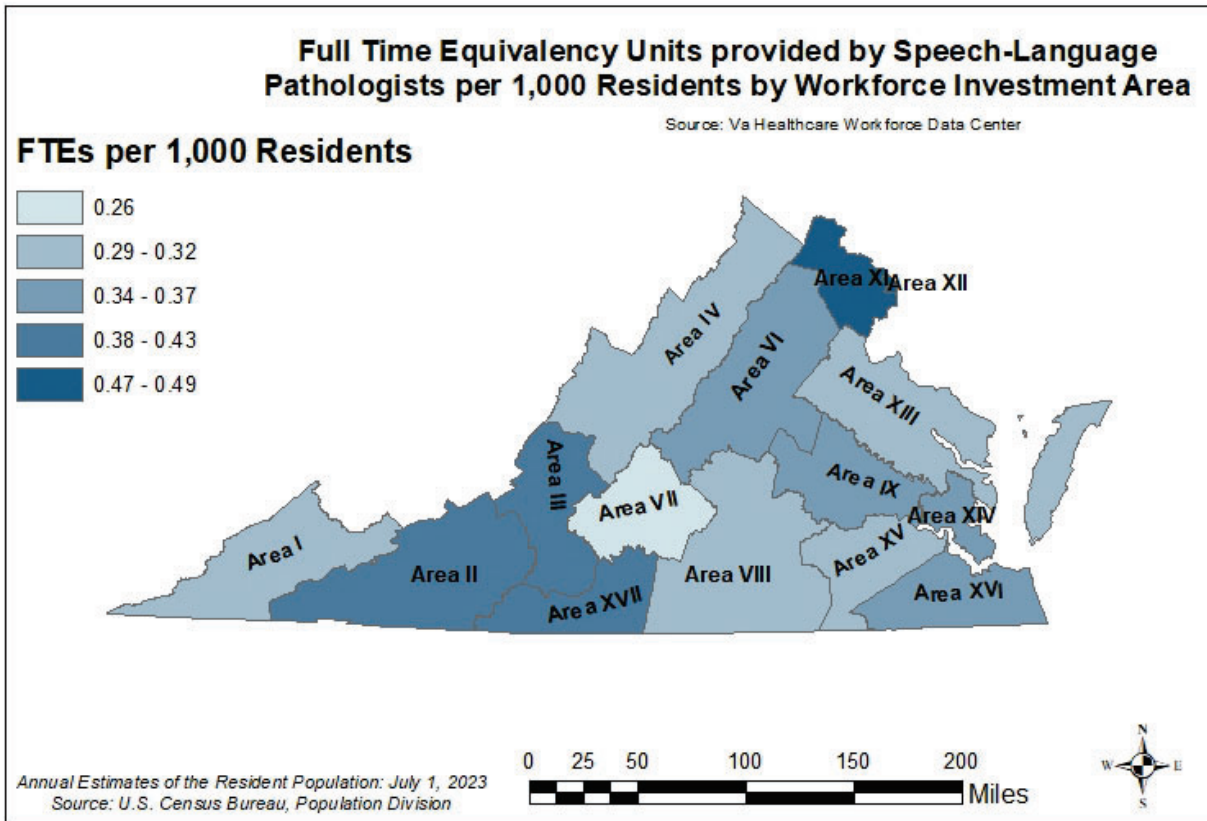 Full Time Equivalency Units provided by Speech-Language
Pathologists per 1,000 Residents by Workforce Investment Area
Source: Va Healthcare Workforce Data Center
FTEs per 1,000 Residents
0.26
0.29 - 0.32
0.34 - 0.37
0.38 - 0.43
0.47 - 0.49
Area XI
Area XII
Area IV
Area VI
Area XIII
Area III
Area IX
Area VII
Area XIV
Area I
Area XV
Area II
Area VIII
Area XVII
Area XVI
Annual Estimates of the Resident Population: July 1, 2023
Source: U.S. Census Bureau, Population Division
0 25 50 100 150 200
Miles
N
W E
S